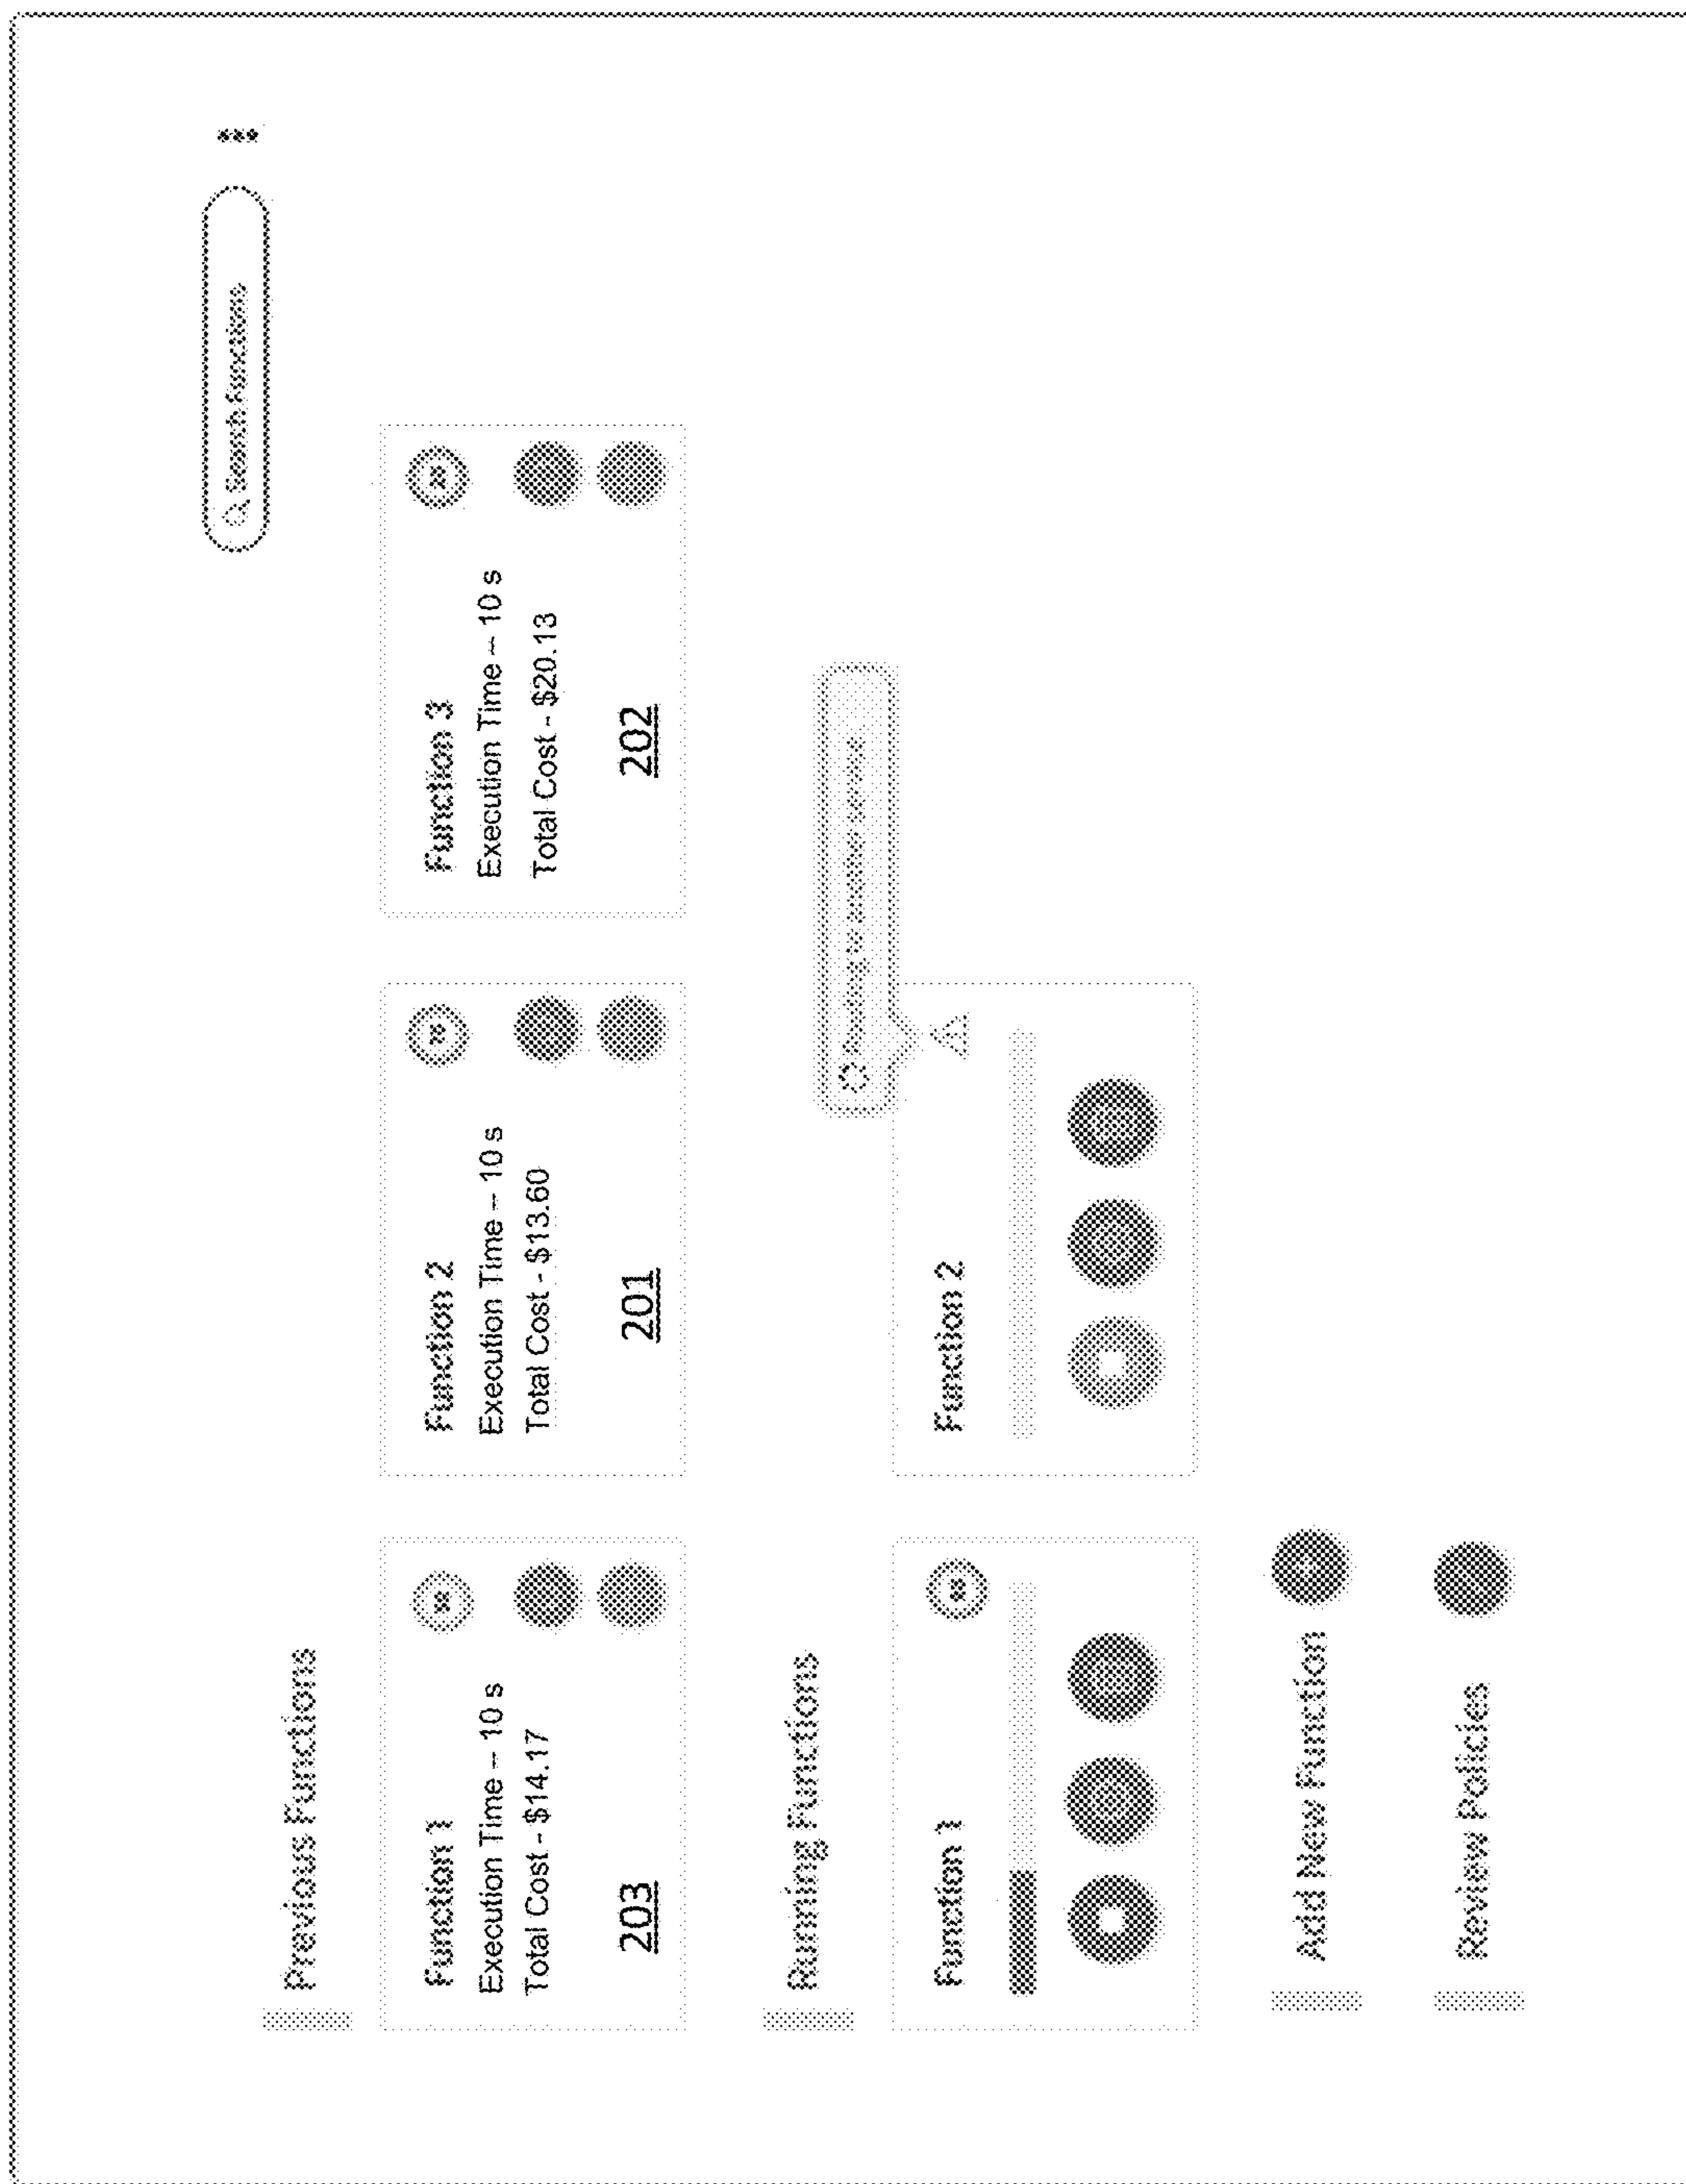 Search Functions
Previous Functions
Function 1
Execution Time – 10 s
Total Cost - $14.17
203
Function 2
Execution Time – 10 s
Total Cost - $13.60
201
Function 3
Execution Time – 10 s
Total Cost - $20.13
202
Running Functions
Function 1
Function 2
Add New Function
Review Policies